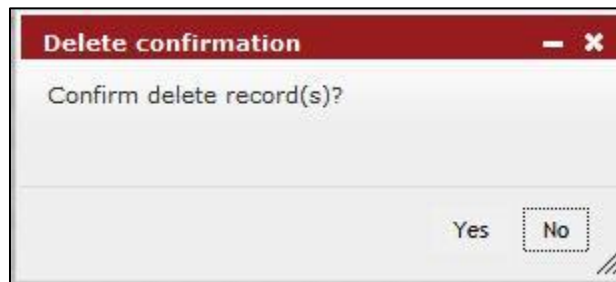 Delete confirmation
Confirm delete record(s)?
Yes No